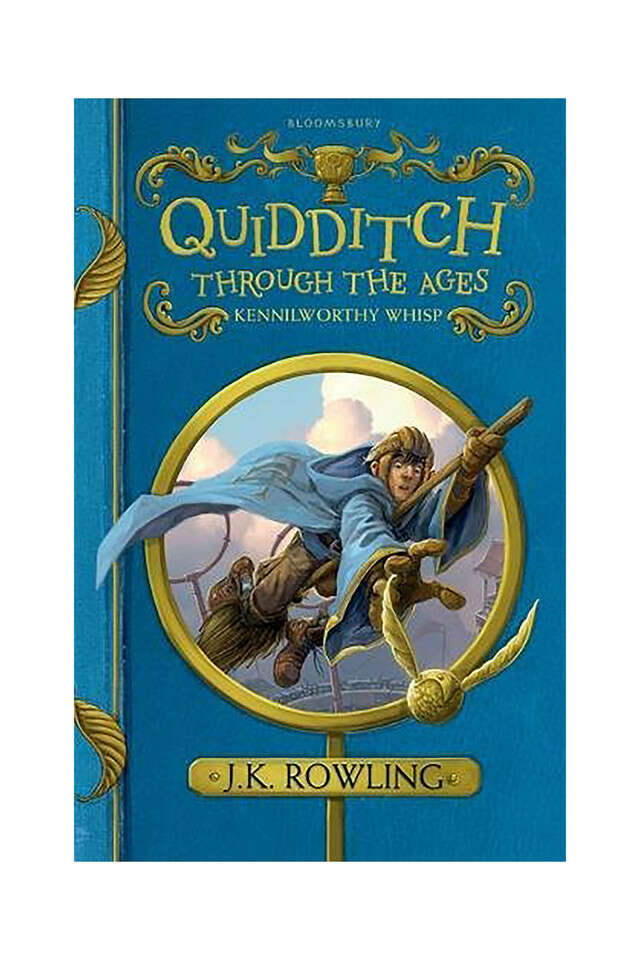 BLOOMSBURY
QUIDDITCH
THROUGH THE AGES
KENNILWORTHY WHISP
J.K. ROWLING